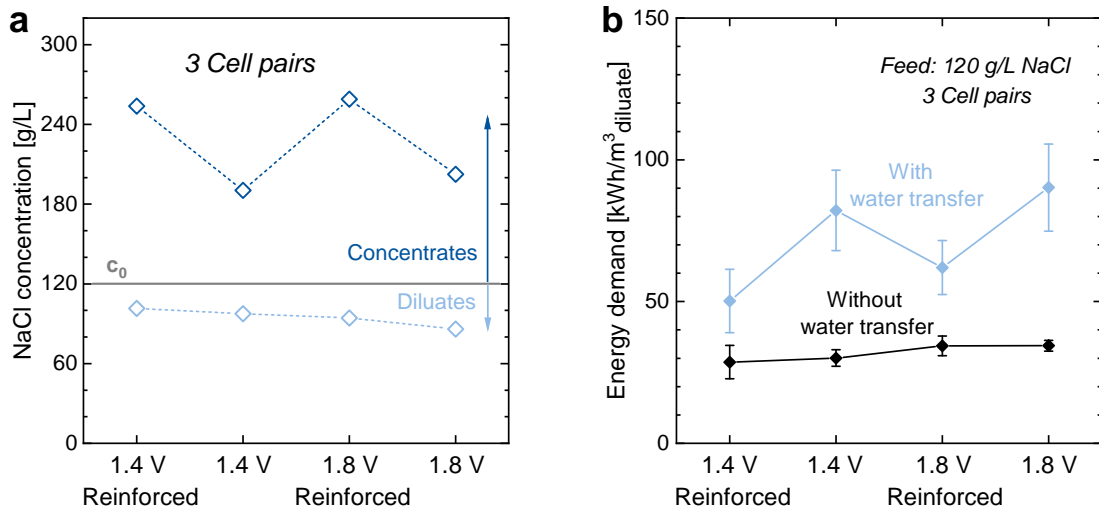 a
NaCl concentration [g/L]
300
240
180
120
60
0
3 Cell pairs
Concentrates
c₀
Diluates
1.4 V
Reinforced
1.4 V
1.8 V
Reinforced
1.8 V
b
Energy demand [kWh/m³diluate]
150
100
50
0
Feed: 120 g/L NaCl
3 Cell pairs
With
water transfer
Without
water transfer
1.4 V
Reinforced
1.4 V
1.8 V
Reinforced
1.8 V